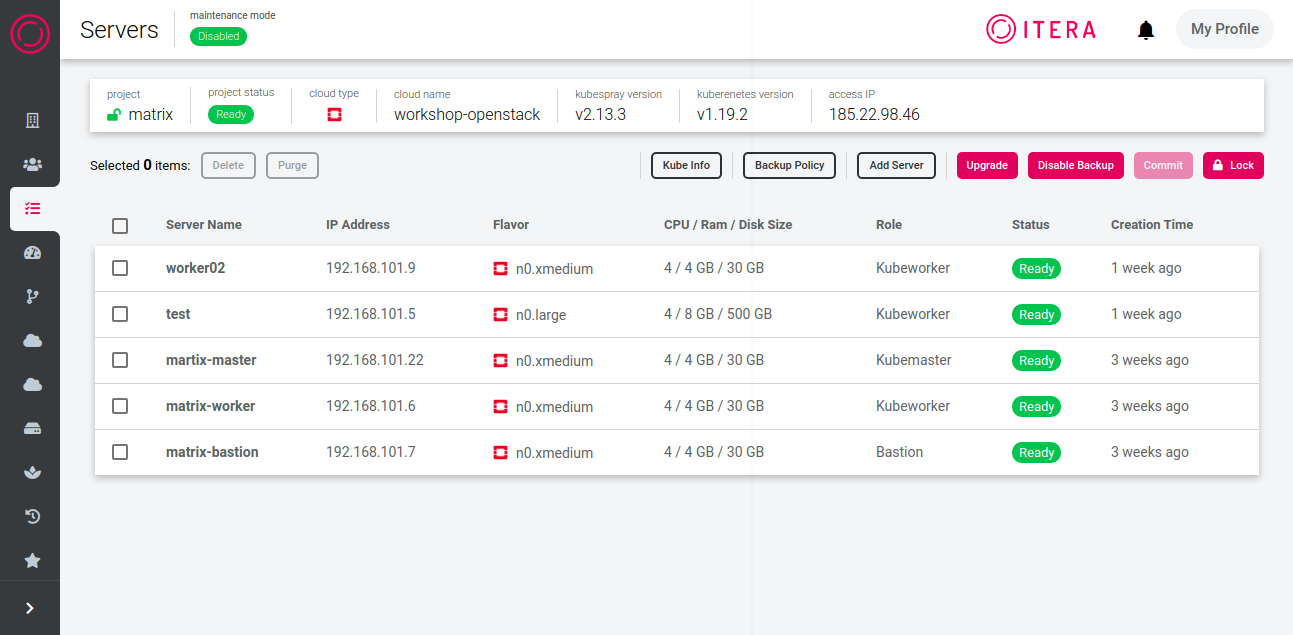 Servers
maintenance mode
Disabled
ITERA
My Profile
project
matrix
project status
Ready
cloud type
cloud name
workshop-openstack
kubespray version
v2.13.3
kuberenetes version
v1.19.2
access IP
185.22.98.46
Selected 0 items: Delete Purge Kube Info Backup Policy Add Server Upgrade Disable Backup Commit Lock
Server Name IP Address Flavor CPU / Ram / Disk Size Role Status Creation Time
worker02 192.168.101.9 n0.xmedium 4 / 4 GB / 30 GB Kubeworker Ready 1 week ago
test 192.168.101.5 n0.large 4 / 8 GB / 500 GB Kubeworker Ready 1 week ago
martix-master 192.168.101.22 n0.xmedium 4 / 4 GB / 30 GB Kubemaster Ready 3 weeks ago
matrix-worker 192.168.101.6 n0.xmedium 4 / 4 GB / 30 GB Kubeworker Ready 3 weeks ago
matrix-bastion 192.168.101.7 n0.xmedium 4 / 4 GB / 30 GB Bastion Ready 3 weeks ago